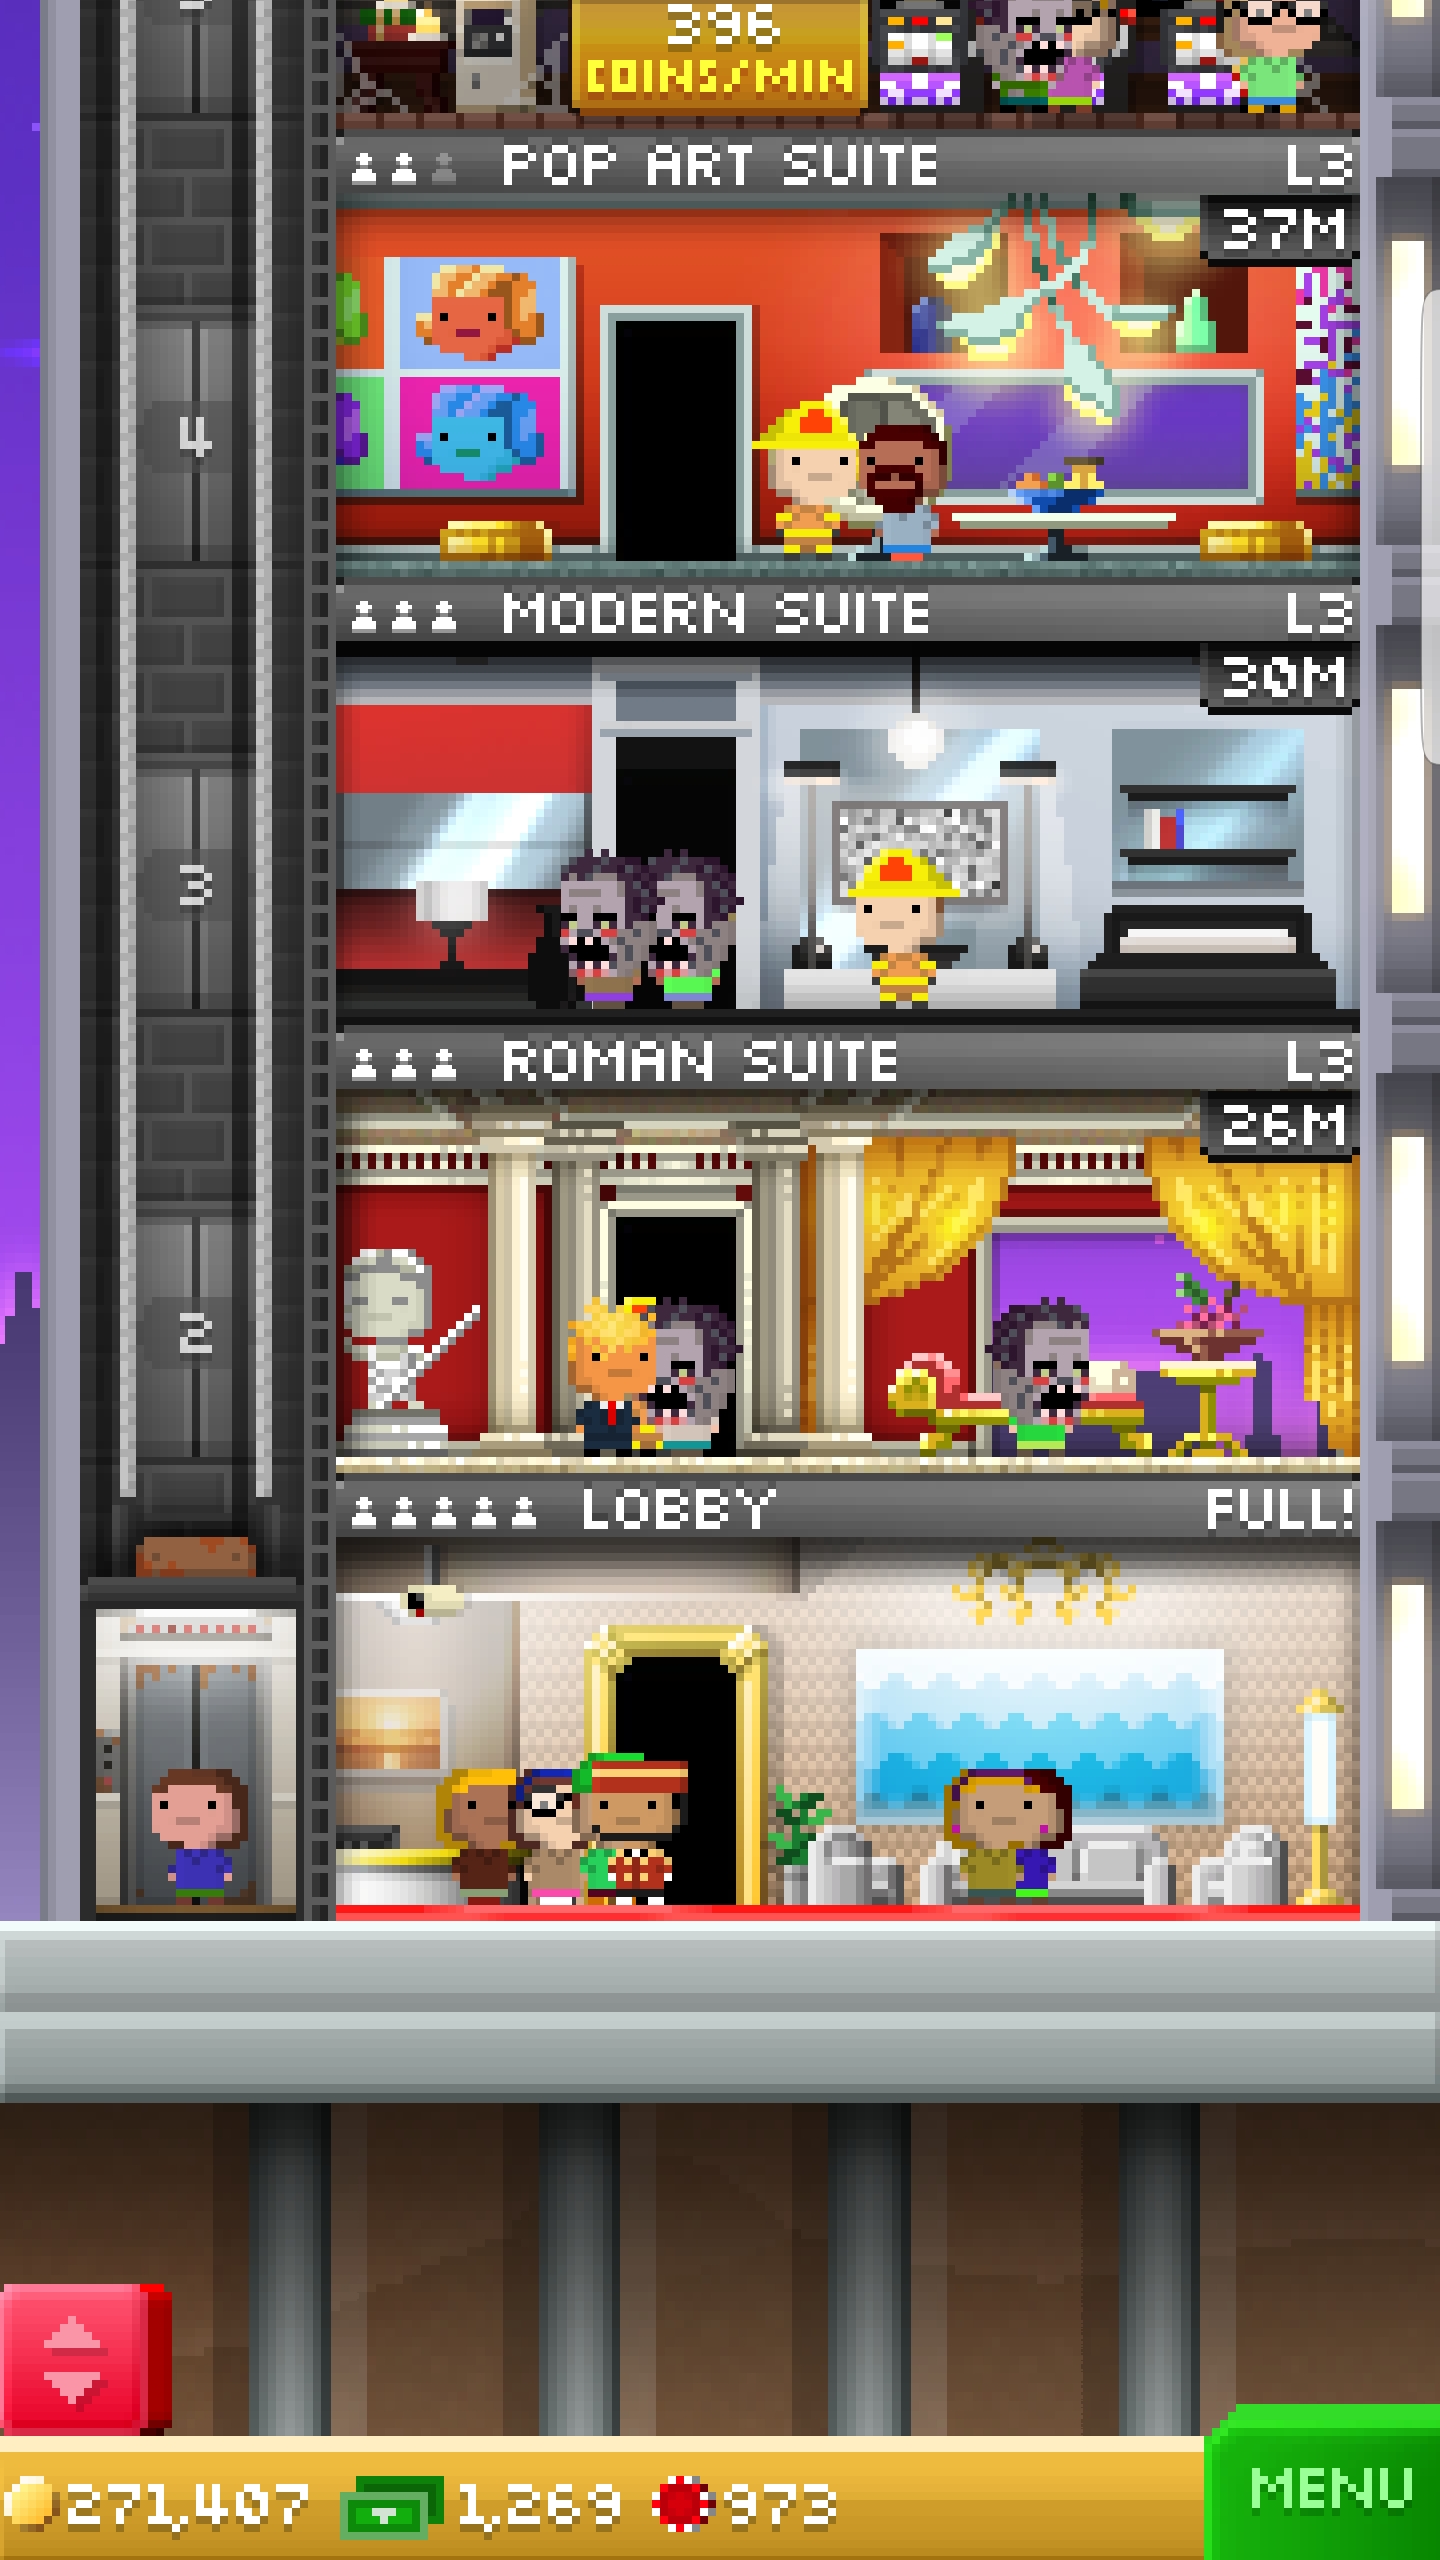 396
COINS/MIN
POP ART SUITE L3
37M
4
MODERN SUITE L3
30M
3
ROMAN SUITE L3
26M
2
LOBBY FULL!
271,407 1,269 973
MENU